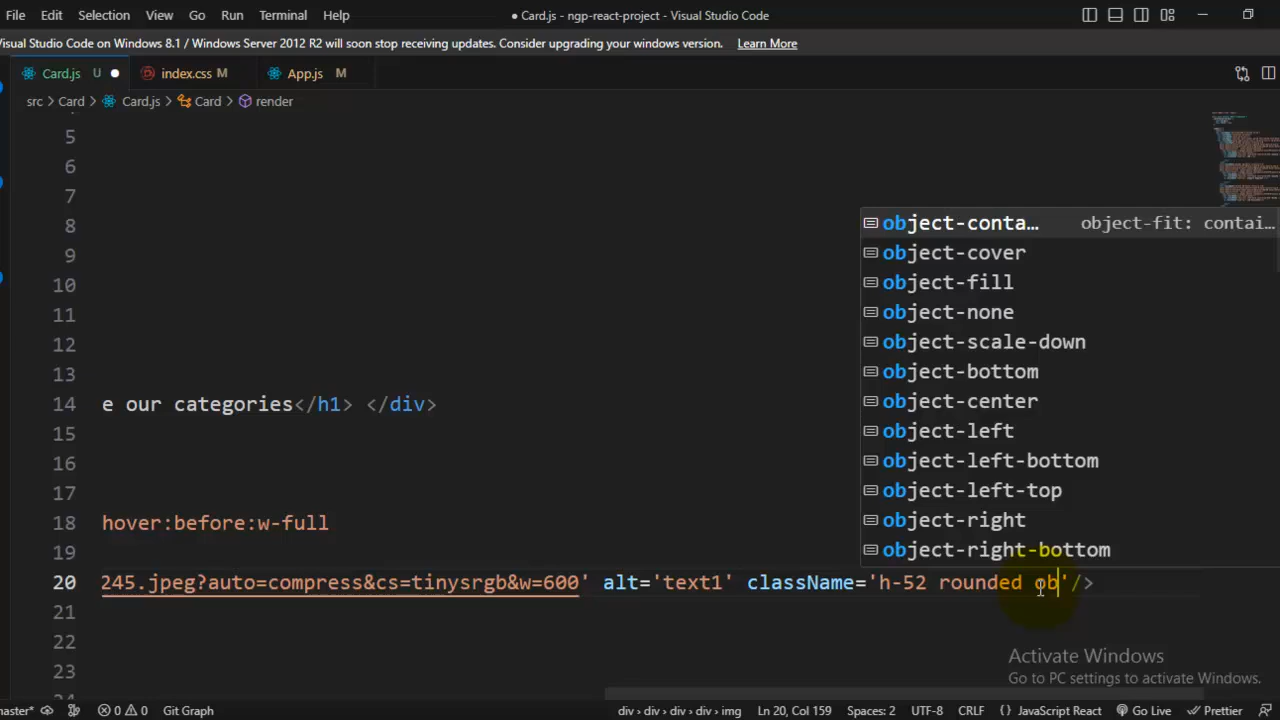 File Edit Selection View Go Run Terminal Help
● Card.js - ngp-react-project - Visual Studio Code
Visual Studio Code on Windows 8.1 / Windows Server 2012 R2 will soon stop receiving updates. Consider upgrading your windows version. Learn More
Card.js U ● index.css M App.js M
src > Card > Card.js > Card > render
5
6
7
8
9
10
11
12
13
14 e our categories</h1> </div>
15
16
17
18 hover:before:w-full
19
20 245.jpeg?auto=compress&cs=tinysrgb&w=600' alt='text1' className='h-52 rounded ob'/>
21
22
23
object-conta… object-fit: contai…
object-cover
object-fill
object-none
object-scale-down
object-bottom
object-center
object-left
object-left-bottom
object-left-top
object-right
object-right-bottom
Activate Windows
Go to PC settings to activate Windows.
master* 0 0 Git Graph div › div › div › div › img Ln 20, Col 159 Spaces: 2 UTF-8 CRLF {} JavaScript React Go Live Prettier